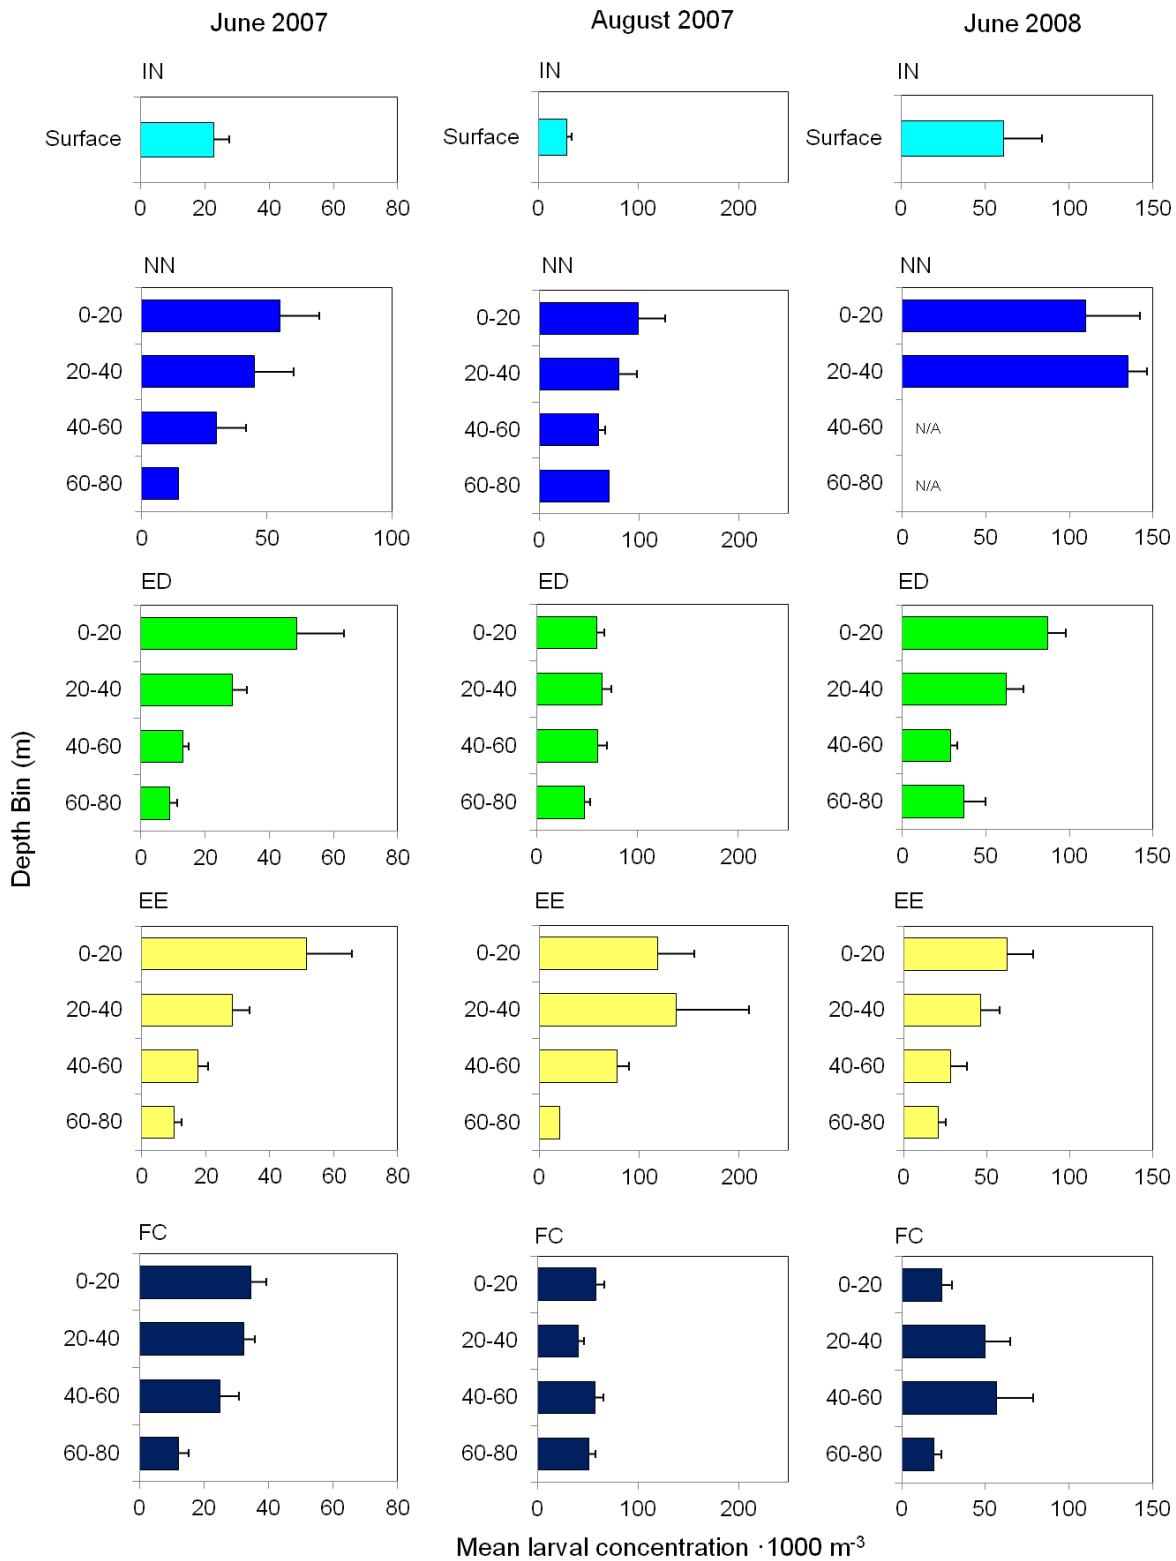 June 2007 August 2007 June 2008
IN IN IN
Surface Surface Surface
0 20 40 60 80 0 100 200 0 50 100 150
NN NN NN
0-20 0-20 0-20
20-40 20-40 20-40
40-60 40-60 40-60 N/A
60-80 60-80 60-80 N/A
0 50 100 0 100 200 0 50 100 150
ED ED ED
0-20 0-20 0-20
20-40 20-40 20-40
40-60 40-60 40-60
60-80 60-80 60-80
0 20 40 60 80 0 100 200 0 50 100 150
Depth Bin (m)
EE EE EE
0-20 0-20 0-20
20-40 20-40 20-40
40-60 40-60 40-60
60-80 60-80 60-80
0 20 40 60 80 0 100 200 0 50 100 150
FC FC FC
0-20 0-20 0-20
20-40 20-40 20-40
40-60 40-60 40-60
60-80 60-80 60-80
0 20 40 60 80 0 100 200 0 50 100 150
Mean larval concentration ·1000 m⁻³